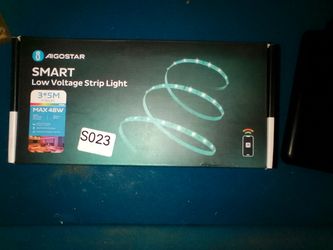 AIGOSTAR
SMART
Low Voltage Strip Light
3*5M
MAX 48W
S023